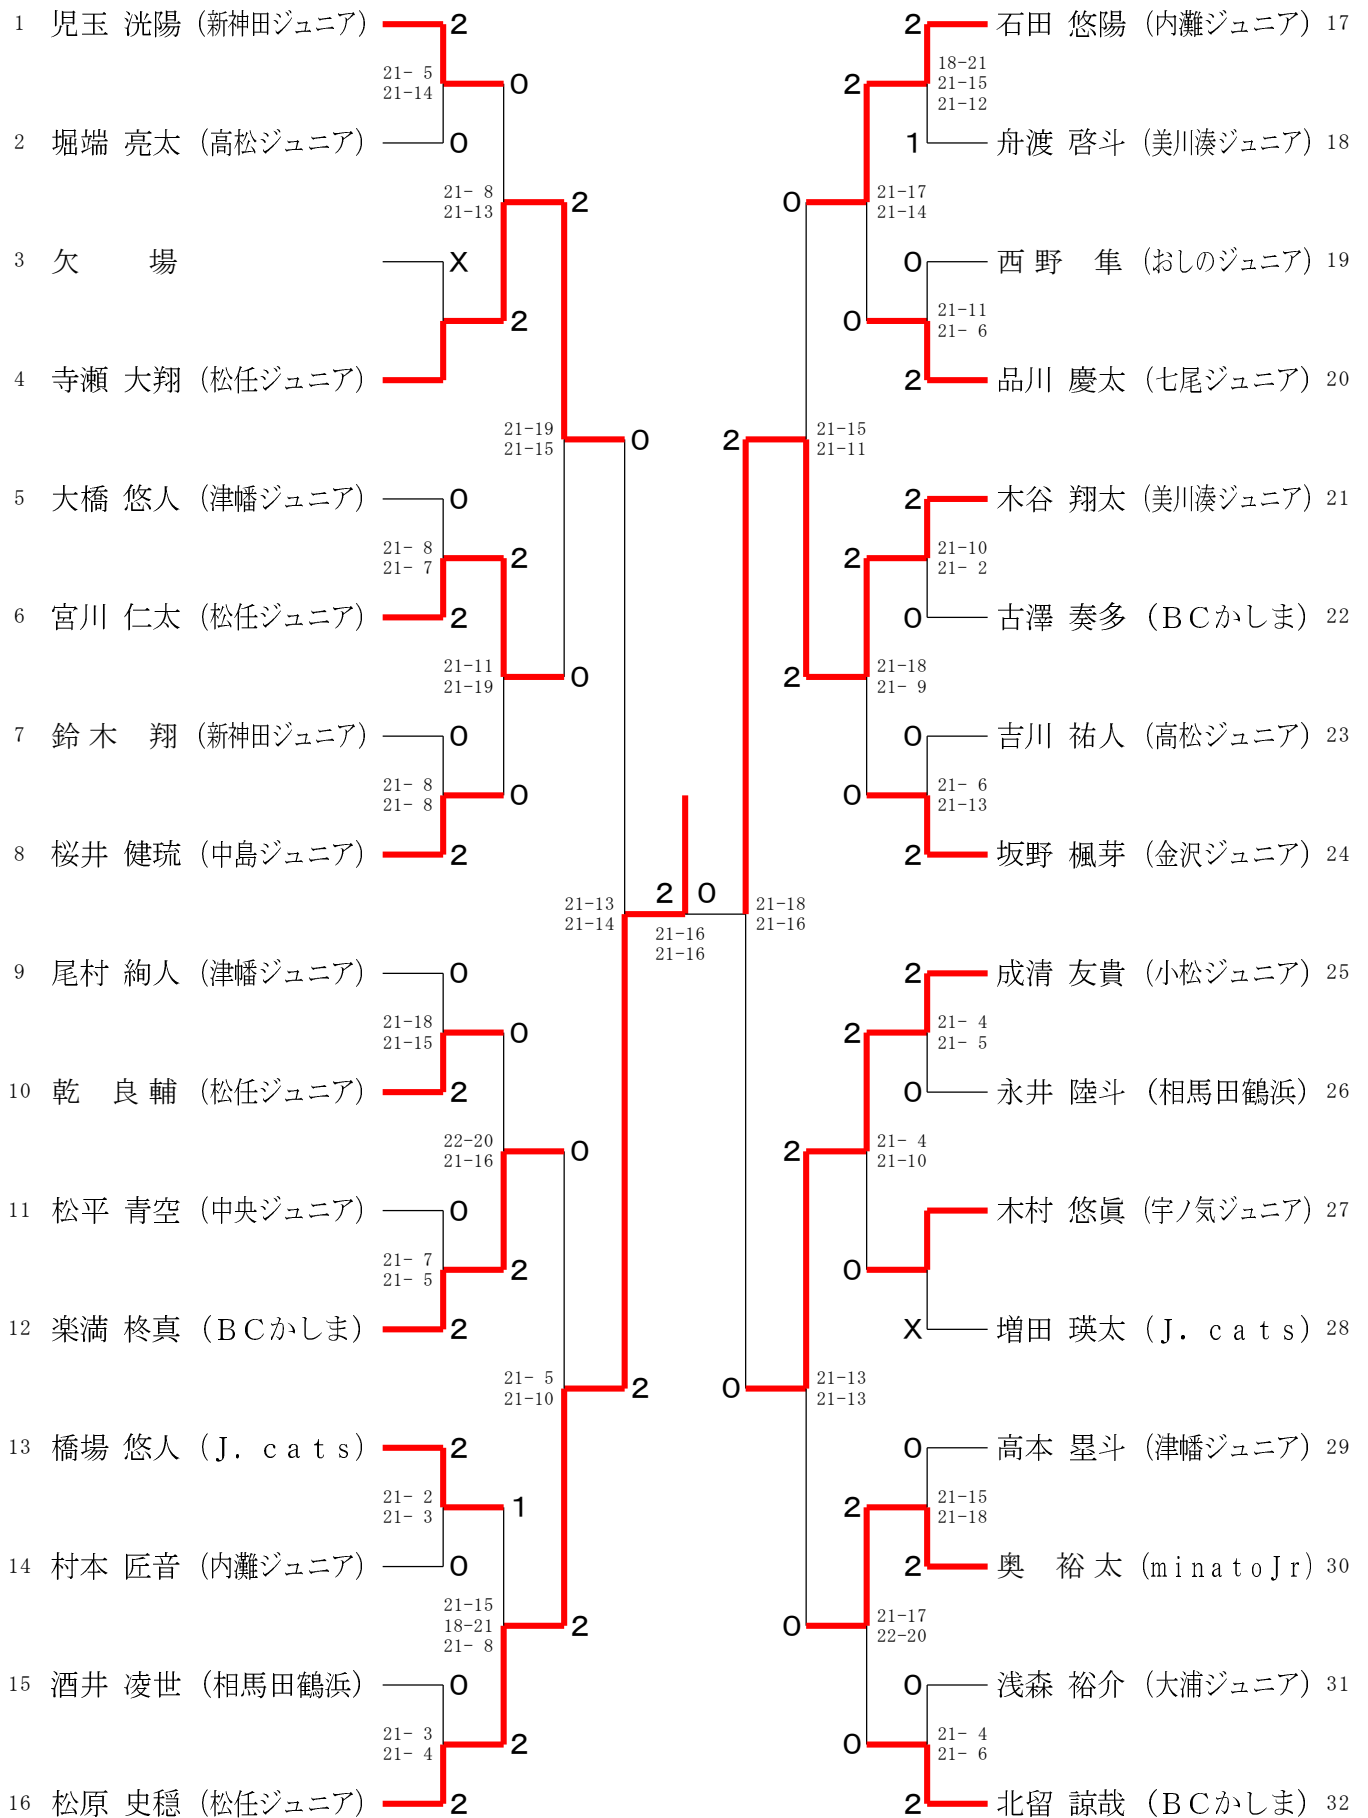 1 児玉 洸陽 (新神田ジュニア) 2
21- 5
21-14
0
2 堀端 亮太 (高松ジュニア) 0
21- 8
21-13
2
3 欠 場 X
2
4 寺瀬 大翔 (松任ジュニア)
21-19
21-15
0
5 大橋 悠人 (津幡ジュニア) 0
21- 8
21- 7
2
6 宮川 仁太 (松任ジュニア) 2
21-11
21-19
0
7 鈴木 翔 (新神田ジュニア) 0
21- 8
21- 8
0
8 桜井 健琉 (中島ジュニア) 2
21-13
21-14
2 0
21-16
21-16
9 尾村 絢人 (津幡ジュニア) 0
21-18
21-15
0
10 乾 良輔 (松任ジュニア) 2
22-20
21-16
0
11 松平 青空 (中央ジュニア) 0
21- 7
21- 5
2
12 楽満 柊真 (BCかしま) 2
21- 5
21-10
2
13 橋場 悠人 (J. cats) 2
21- 2
21- 3
1
14 村本 匠音 (内灘ジュニア) 0
21-15
18-21
21- 8
2
15 酒井 凌世 (相馬田鶴浜) 0
21- 3
21- 4
2
16 松原 史穏 (松任ジュニア) 2
2 石田 悠陽 (内灘ジュニア) 17
2
18-21
21-15
21-12
1 舟渡 啓斗 (美川湊ジュニア) 18
0
21-17
21-14
0 西野 隼 (おしのジュニア) 19
0
21-11
21- 6
2 品川 慶太 (七尾ジュニア) 20
2
21-15
21-11
2 木谷 翔太 (美川湊ジュニア) 21
2
21-10
21- 2
0 古澤 奏多 (BCかしま) 22
2
21-18
21- 9
0 吉川 祐人 (高松ジュニア) 23
0
21- 6
21-13
2 坂野 楓芽 (金沢ジュニア) 24
21-18
21-16
2 成清 友貴 (小松ジュニア) 25
2
21- 4
21- 5
0 永井 陸斗 (相馬田鶴浜) 26
2
21- 4
21-10
木村 悠眞 (宇ノ気ジュニア) 27
0
X 増田 瑛太 (J. cats) 28
0
21-13
21-13
0 高本 塁斗 (津幡ジュニア) 29
2
21-15
21-18
2 奥 裕太 (minatoJr) 30
0
21-17
22-20
0 浅森 裕介 (大浦ジュニア) 31
0
21- 4
21- 6
2 北留 諒哉 (BCかしま) 32